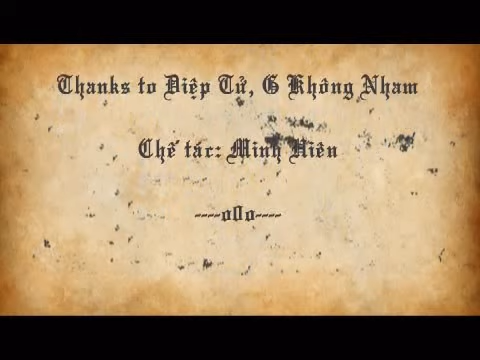 Thanks to Diệp Tử, G Không Nham
Chế tác: Minh Hiên
----o0o----